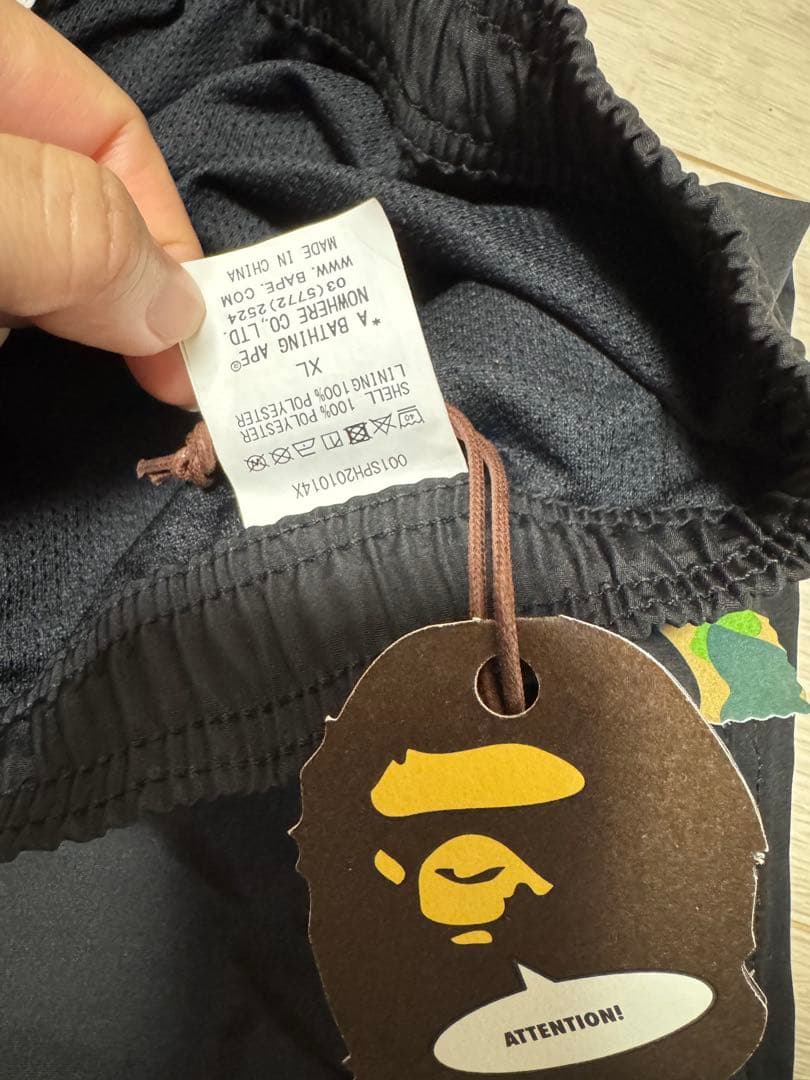 001SPH201014X
40
SHELL 100% POLYESTER
LINING 100% POLYESTER
XL
* A BATHING APE®
NOWHERE CO., LTD.
03(5772)2524
WWW. BAPE. COM
MADE IN CHINA
ATTENTION!